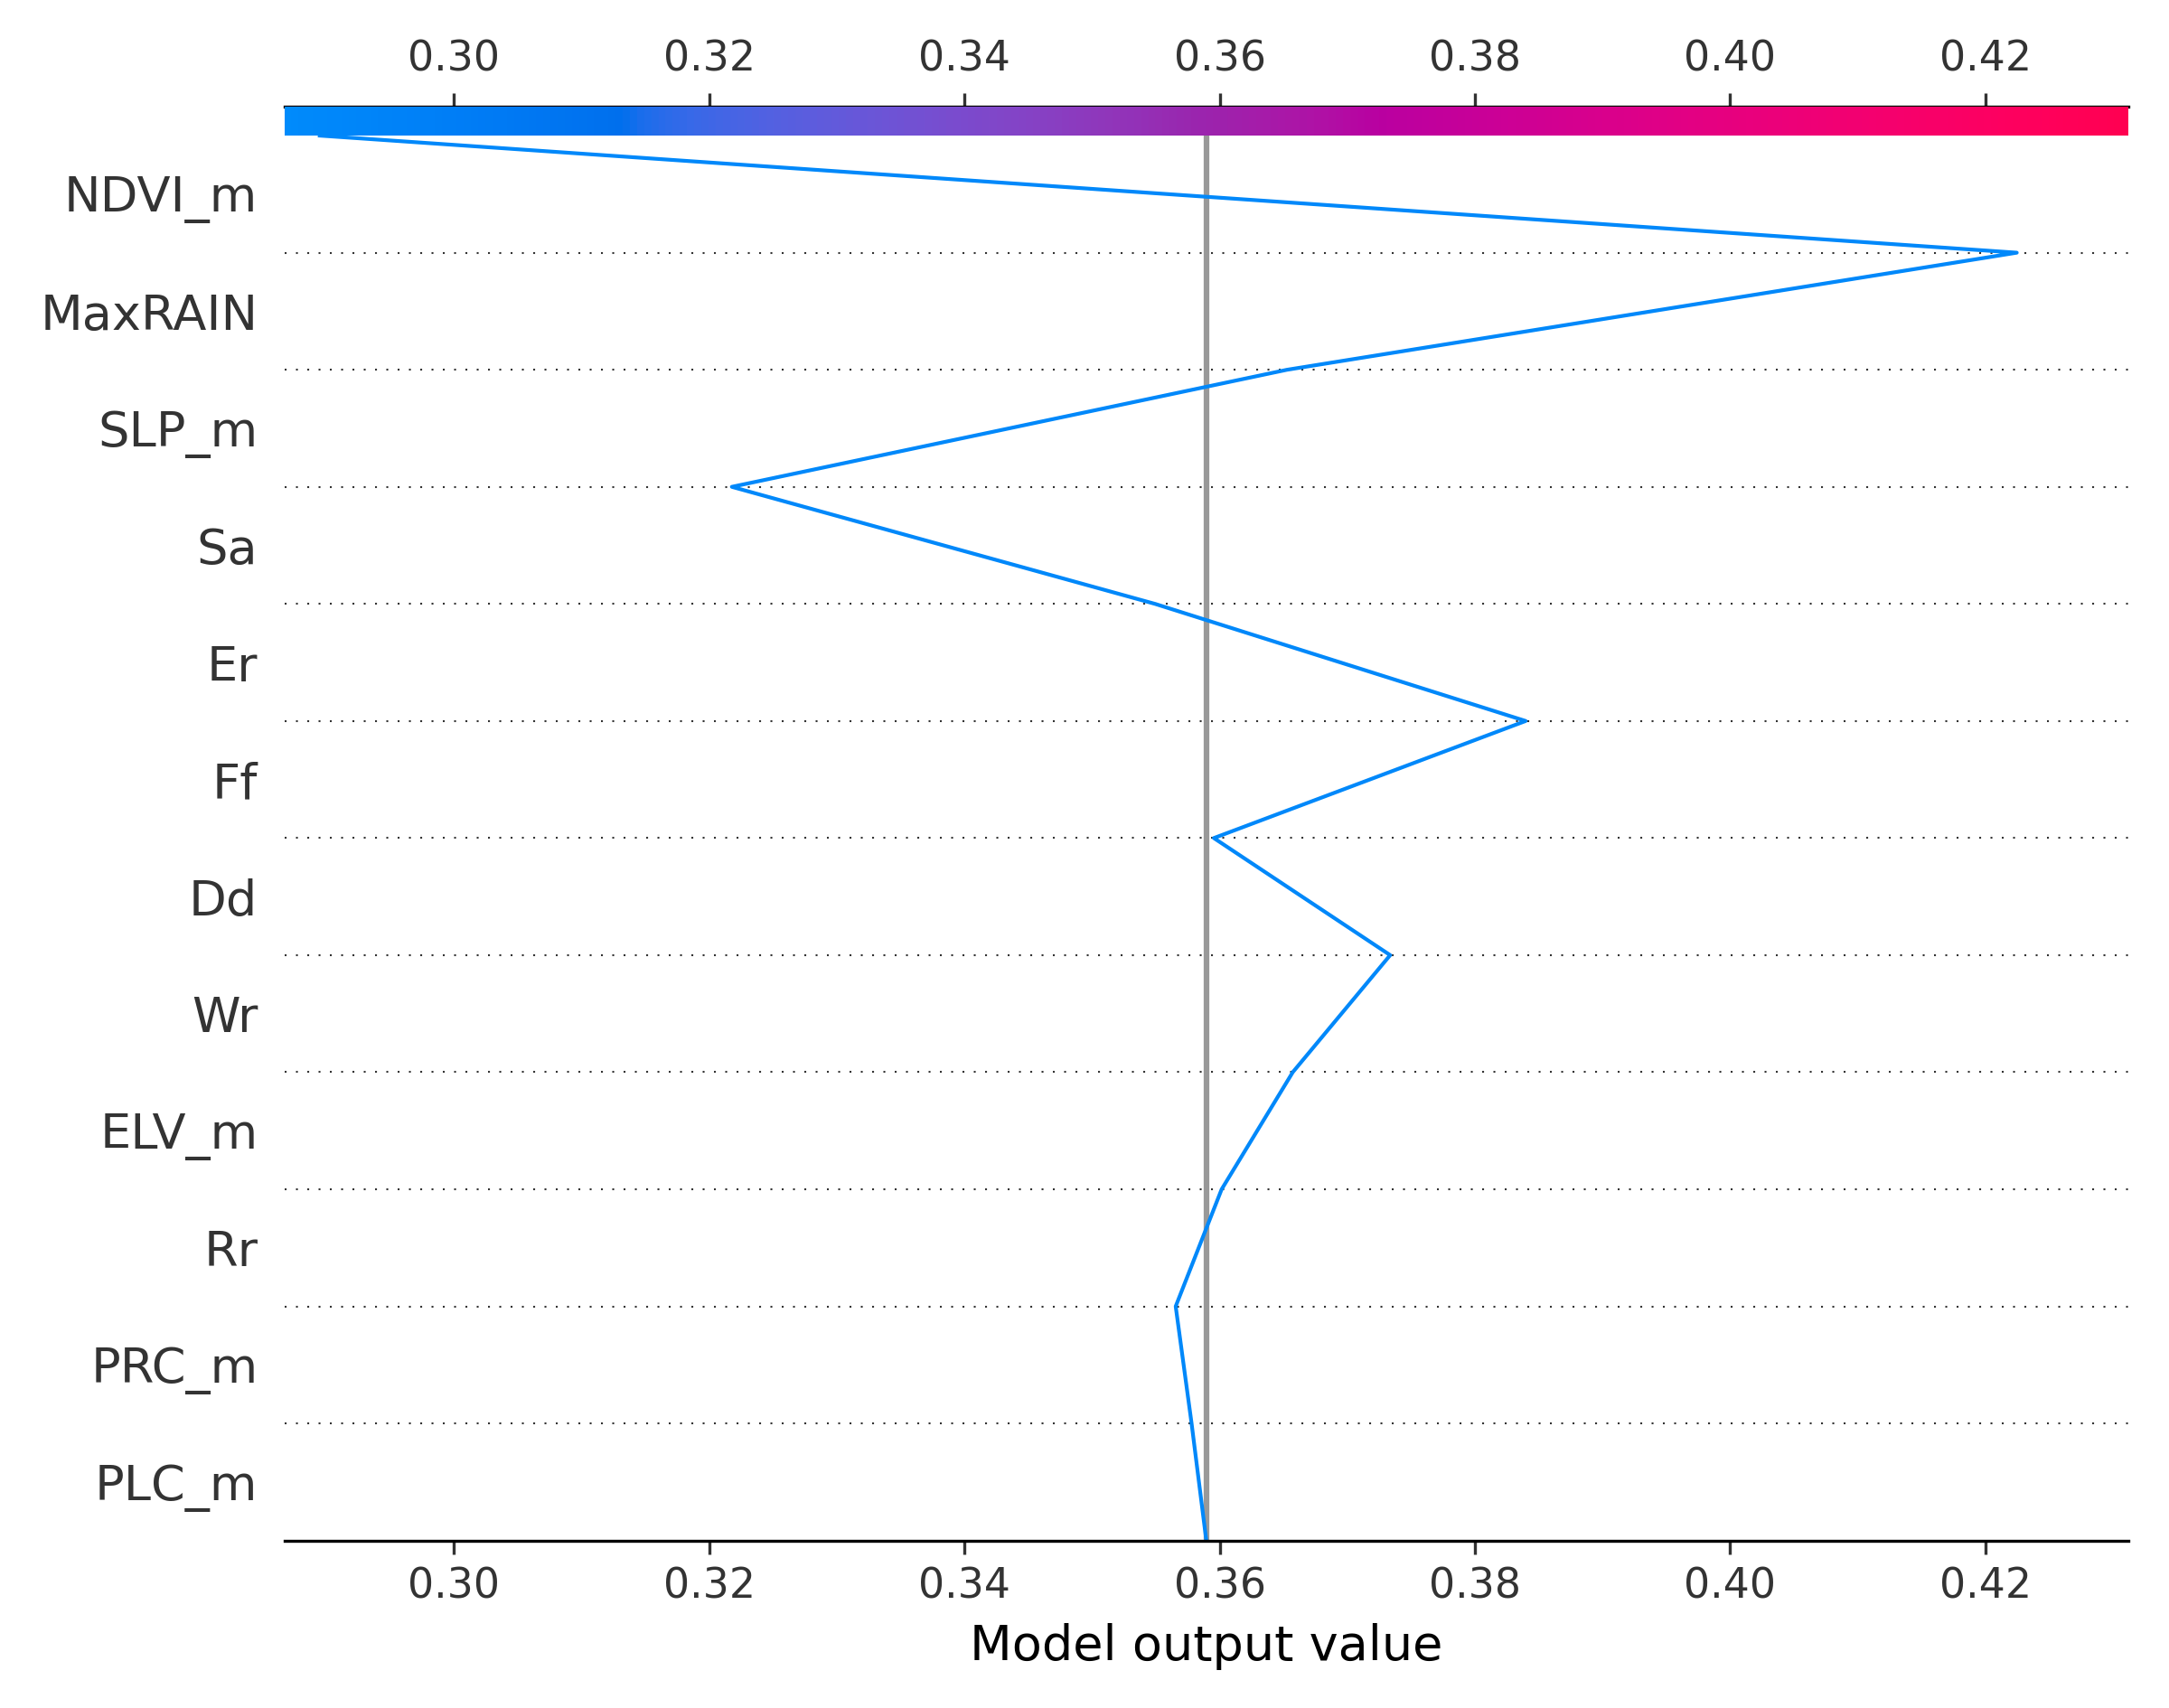 0.30 0.32 0.34 0.36 0.38 0.40 0.42
NDVI_m
MaxRAIN
SLP_m
Sa
Er
Ff
Dd
Wr
ELV_m
Rr
PRC_m
PLC_m
0.30 0.32 0.34 0.36 0.38 0.40 0.42
Model output value